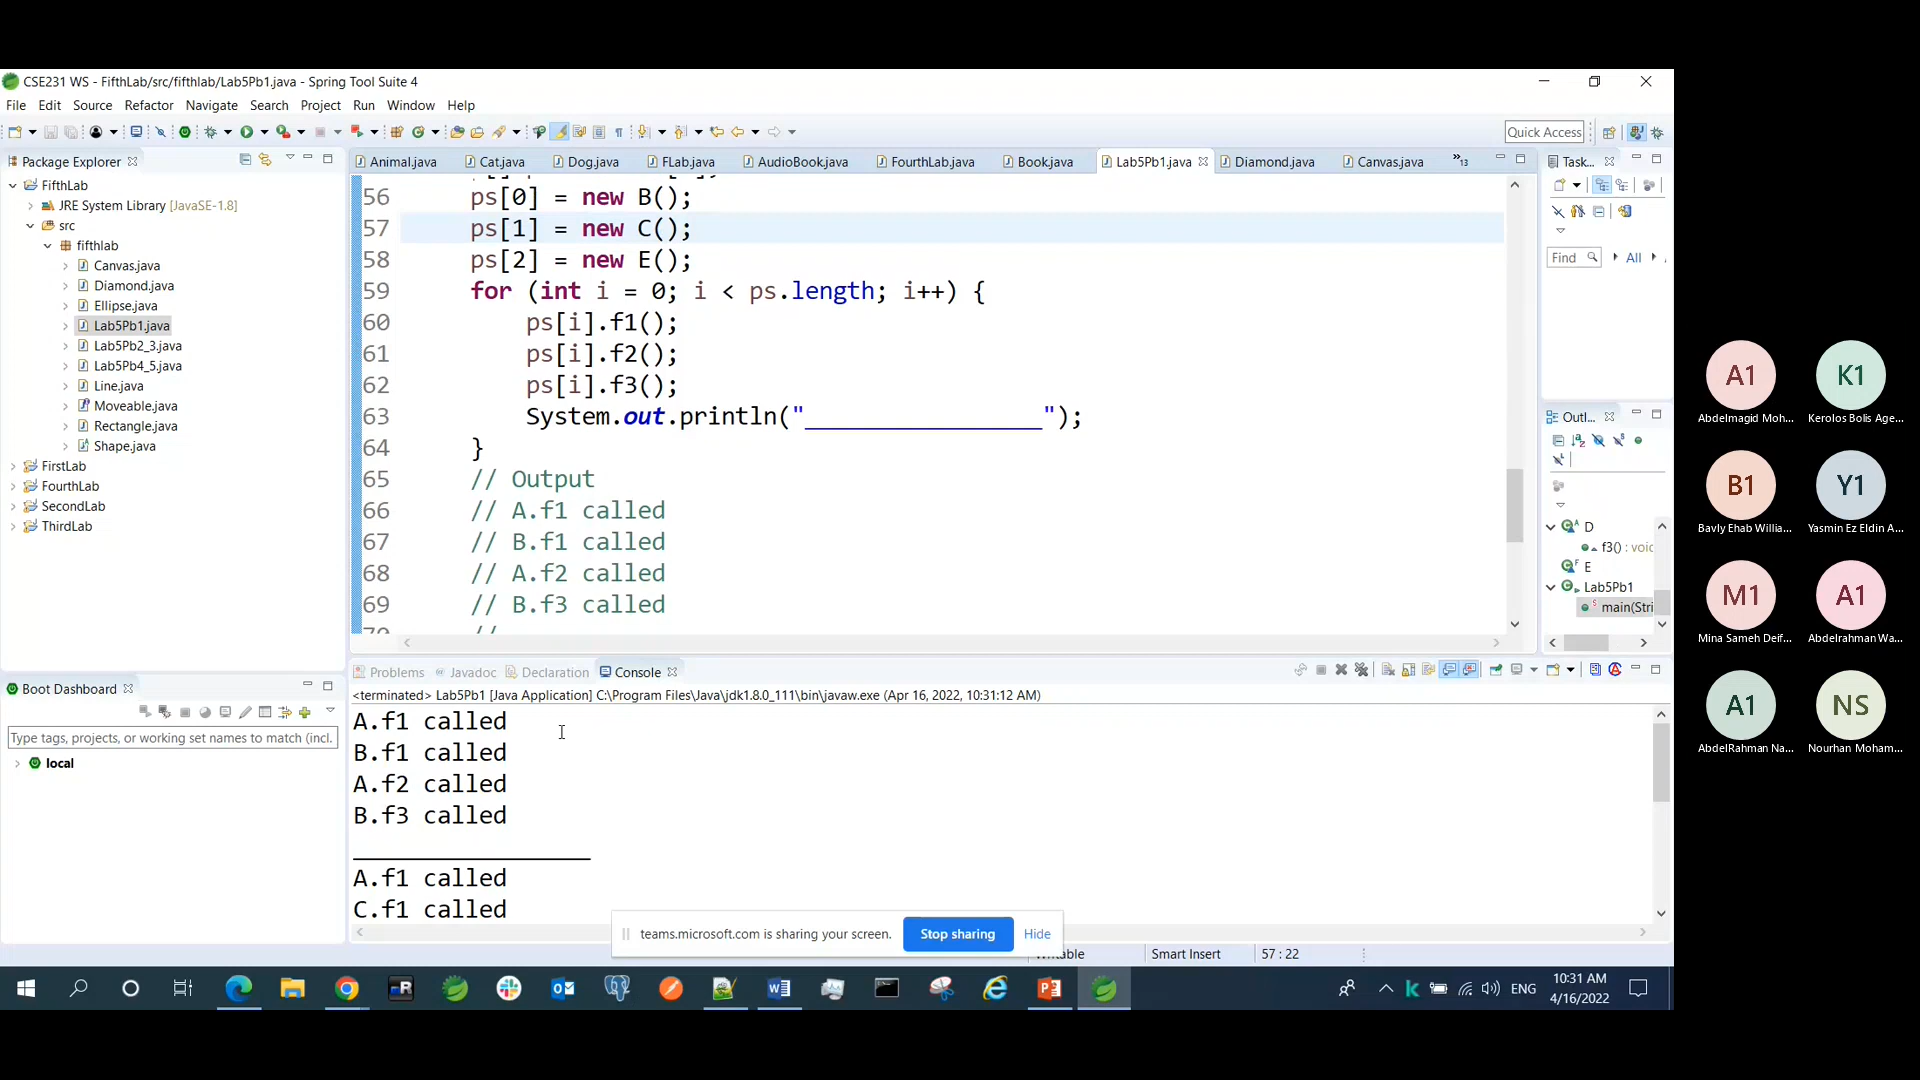 CSE231 WS - FifthLab/src/fifthlab/Lab5Pb1.java - Spring Tool Suite 4
File Edit Source Refactor Navigate Search Project Run Window Help
Quick Access
Package Explorer
FifthLab
JRE System Library [JavaSE-1.8]
src
fifthlab
Canvas.java
Diamond.java
Ellipse.java
Lab5Pb1.java
Lab5Pb2_3.java
Lab5Pb4_5.java
Line.java
Moveable.java
Rectangle.java
Shape.java
FirstLab
FourthLab
SecondLab
ThirdLab
Boot Dashboard
Type tags, projects, or working set names to match (incl.
local
Animal.java Cat.java Dog.java FLab.java AudioBook.java FourthLab.java Book.java Lab5Pb1.java Diamond.java Canvas.java »13
56 ps[0] = new B();
57 ps[1] = new C();
58 ps[2] = new E();
59 for (int i = 0; i < ps.length; i++) {
60 ps[i].f1();
61 ps[i].f2();
62 ps[i].f3();
63 System.out.println("_________________");
64 }
65 // Output
66 // A.f1 called
67 // B.f1 called
68 // A.f2 called
69 // B.f3 called
70 //
Task...
Find All
Outl...
D
f3() : void
E
Lab5Pb1
main(Stri
Problems Javadoc Declaration Console
<terminated> Lab5Pb1 [Java Application] C:\Program Files\Java\jdk1.8.0_111\bin\javaw.exe (Apr 16, 2022, 10:31:12 AM)
A.f1 called
B.f1 called
A.f2 called
B.f3 called
_________________
A.f1 called
C.f1 called
teams.microsoft.com is sharing your screen. Stop sharing Hide
Smart Insert 57 : 22
ENG
10:31 AM
4/16/2022
A1 K1
Abdelmagid Moh... Kerolos Bolis Age...
B1 Y1
Bavly Ehab Willia... Yasmin Ez Eldin A...
M1 A1
Mina Sameh Deif... Abdelrahman Wa...
A1 NS
AbdelRahman Na... Nourhan Moham...